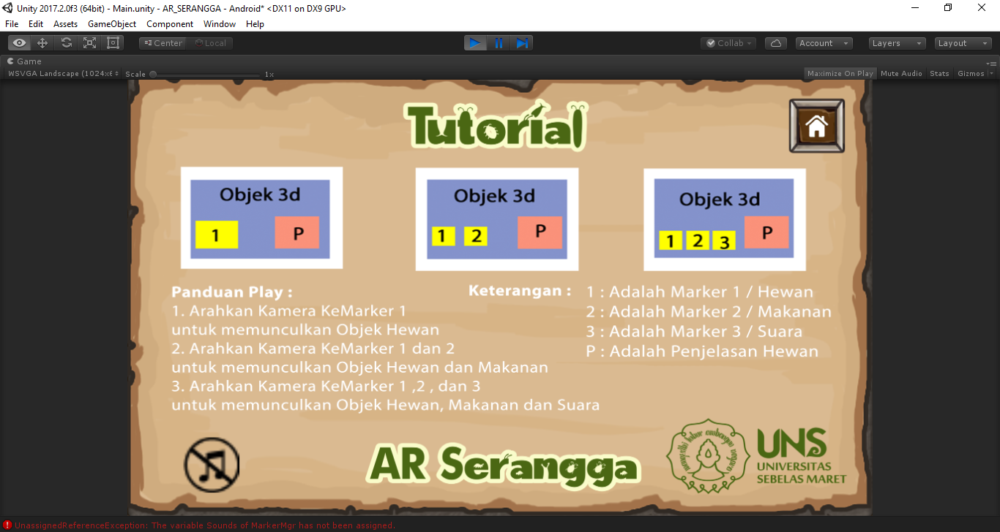 Unity 2017.2.0f3 (64bit) - Main.unity - AR_SERANGGA - Android* <DX11 on DX9 GPU>
File Edit Assets GameObject Component Window Help
Center Local Collab Account Layers Layout
Game
WSVGA Landscape (1024x6 Scale 1x Maximize On Play Mute Audio Stats Gizmos
Tutorial
Objek 3d
1 P
Objek 3d
1 2 P
Objek 3d
1 2 3 P
Panduan Play :
1. Arahkan Kamera KeMarker 1
untuk memunculkan Objek Hewan
2. Arahkan Kamera KeMarker 1 dan 2
untuk memunculkan Objek Hewan dan Makanan
3. Arahkan Kamera KeMarker 1 ,2 , dan 3
untuk memunculkan Objek Hewan, Makanan dan Suara
Keterangan : 1 : Adalah Marker 1 / Hewan
2 : Adalah Marker 2 / Makanan
3 : Adalah Marker 3 / Suara
P : Adalah Penjelasan Hewan
AR Serangga
UNS
UNIVERSITAS
SEBELAS MARET
UnassignedReferenceException: The variable Sounds of MarkerMgr has not been assigned.